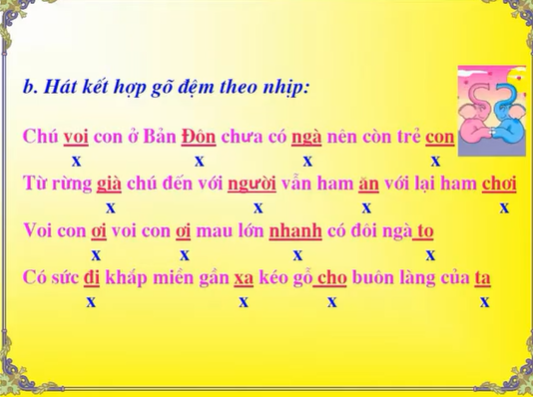 b. Hát kết hợp gõ đệm theo nhịp:
Chú voi con ở Bản Đôn chưa có ngà nên còn trẻ con
x x x x
Từ rừng già chú đến với người vẫn ham ăn với lại ham chơi
x x x x
Voi con ơi voi con ơi mau lớn nhanh có đôi ngà to
x x x x
Có sức đi khắp miền gần xa kéo gỗ cho buôn làng của ta
x x x x